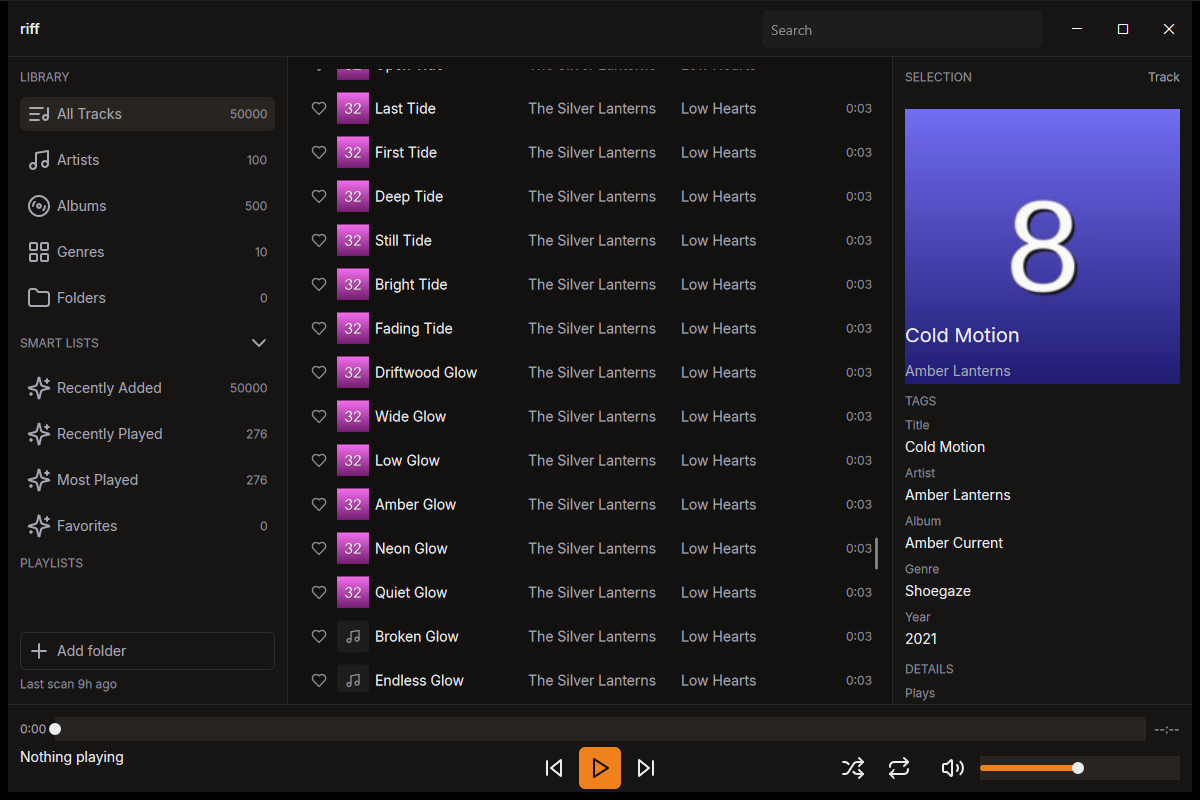 riff
Search
LIBRARY
All Tracks 50000
Artists 100
Albums 500
Genres 10
Folders 0
SMART LISTS
Recently Added 50000
Recently Played 276
Most Played 276
Favorites 0
PLAYLISTS
Add folder
Last scan 9h ago
32 Open Tide The Silver Lanterns Low Hearts
32 Last Tide The Silver Lanterns Low Hearts 0:03
32 First Tide The Silver Lanterns Low Hearts 0:03
32 Deep Tide The Silver Lanterns Low Hearts 0:03
32 Still Tide The Silver Lanterns Low Hearts 0:03
32 Bright Tide The Silver Lanterns Low Hearts 0:03
32 Fading Tide The Silver Lanterns Low Hearts 0:03
32 Driftwood Glow The Silver Lanterns Low Hearts 0:03
32 Wide Glow The Silver Lanterns Low Hearts 0:03
32 Low Glow The Silver Lanterns Low Hearts 0:03
32 Amber Glow The Silver Lanterns Low Hearts 0:03
32 Neon Glow The Silver Lanterns Low Hearts 0:03
32 Quiet Glow The Silver Lanterns Low Hearts 0:03
Broken Glow The Silver Lanterns Low Hearts 0:03
Endless Glow The Silver Lanterns Low Hearts 0:03
SELECTION Track
8
Cold Motion
Amber Lanterns
TAGS
Title
Cold Motion
Artist
Amber Lanterns
Album
Amber Current
Genre
Shoegaze
Year
2021
DETAILS
Plays
0:00 --:--
Nothing playing